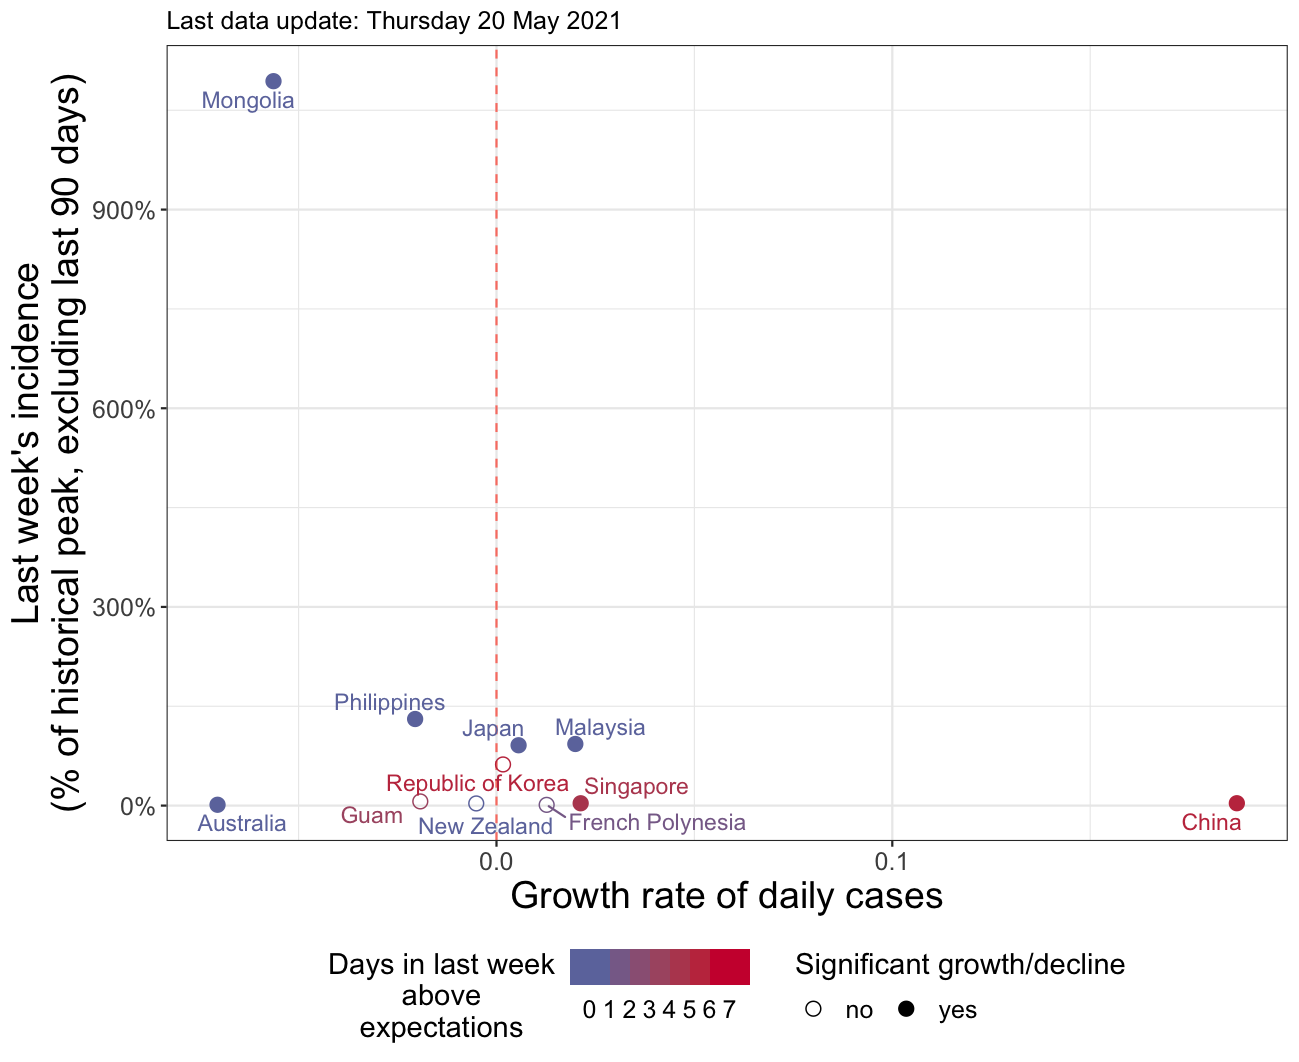 Last data update: Thursday 20 May 2021
Last week's incidence
(% of historical peak, excluding last 90 days)
900%
600%
300%
0%
Mongolia
Philippines
Japan
Malaysia
Republic of Korea
Singapore
Guam
Australia
New Zealand
French Polynesia
China
0.0
0.1
Growth rate of daily cases
Days in last week
above
expectations
0 1 2 3 4 5 6 7
Significant growth/decline
no
yes